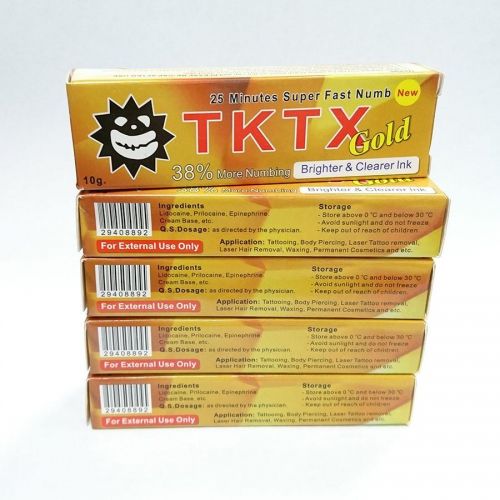 25 Minutes Super Fast Numb
New
TKTX
Gold
38% More Numbing
Brighter & Clearer Ink
10g.
More Numbing
Brighter & Clearer Ink
Gold
29408892
For External Use Only
Ingredients
Lidocaine, Prilocaine, Epinephrine
Cream Base, etc.
Q.S.Dosage: as directed by the physician.
Storage
- Store above 0 °C and below 30 °C
- Avoid sunlight and do not freeze
- Keep out of reach of children
Application: Tattooing, Body Piercing, Laser Tattoo removal,
Laser Hair Removal, Waxing, Permanent Cosmetics and etc.
29408892
For External Use Only
Ingredients
Lidocaine, Prilocaine, Epinephrine
Cream Base, etc.
Q.S.Dosage: as directed by the physician.
Storage
- Store above 0 °C and below 30 °C
- Avoid sunlight and do not freeze
- Keep out of reach of children
Application: Tattooing, Body Piercing, Laser Tattoo removal,
Laser Hair Removal, Waxing, Permanent Cosmetics and etc.
29408892
For External Use Only
Ingredients
Lidocaine, Prilocaine, Epinephrine
Cream Base, etc.
Q.S.Dosage: as directed by the physician.
Storage
- Store above 0 °C and below 30 °C
- Avoid sunlight and do not freeze
- Keep out of reach of children
Application: Tattooing, Body Piercing, Laser Tattoo removal,
Laser Hair Removal, Waxing, Permanent Cosmetics and etc.
29408892
For External Use Only
Ingredients
Lidocaine, Prilocaine, Epinephrine
Cream Base, etc.
Q.S.Dosage: as directed by the physician.
Storage
- Store above 0 °C and below 30 °C
- Avoid sunlight and do not freeze
- Keep out of reach of children
Application: Tattooing, Body Piercing, Laser Tattoo removal,
Laser Hair Removal, Waxing, Permanent Cosmetics and etc.